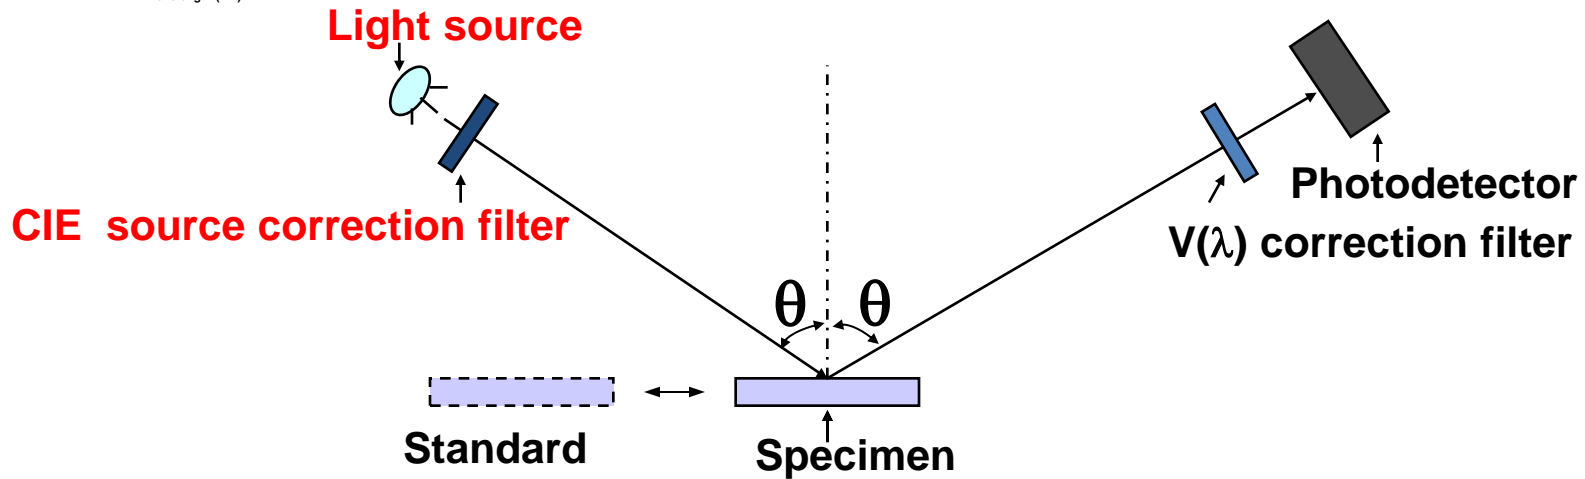 Light source
CIE source correction filter
Photodetector
V(λ) correction filter
θ θ
Standard
Specimen